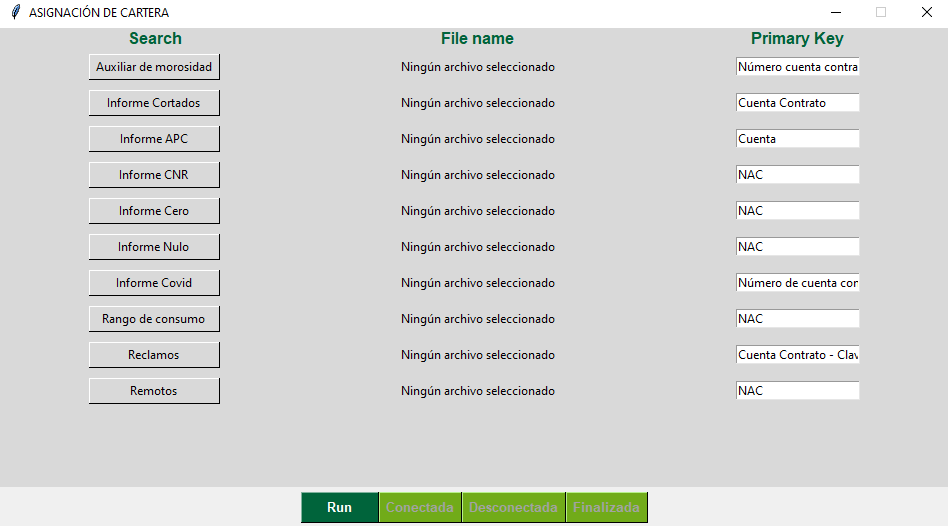 ASIGNACIÓN DE CARTERA
Search File name Primary Key
Auxiliar de morosidad Ningún archivo seleccionado Número cuenta contra
Informe Cortados Ningún archivo seleccionado Cuenta Contrato
Informe APC Ningún archivo seleccionado Cuenta
Informe CNR Ningún archivo seleccionado NAC
Informe Cero Ningún archivo seleccionado NAC
Informe Nulo Ningún archivo seleccionado NAC
Informe Covid Ningún archivo seleccionado Número de cuenta con
Rango de consumo Ningún archivo seleccionado NAC
Reclamos Ningún archivo seleccionado Cuenta Contrato - Clav
Remotos Ningún archivo seleccionado NAC
Run Conectada Desconectada Finalizada